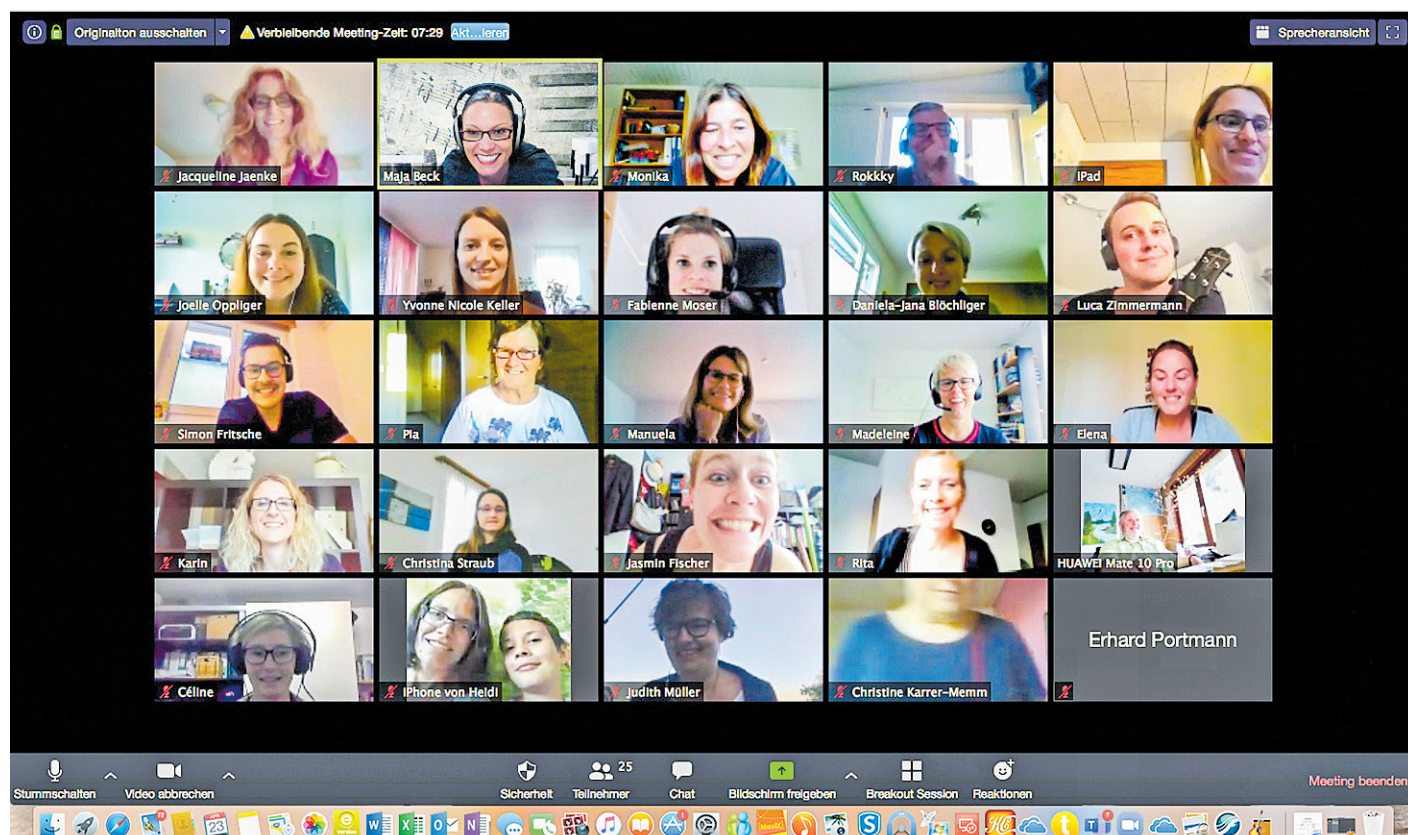 Originalton ausschalten
Verbleibende Meeting-Zeit: 07:29 Akt...ieren
Sprecheransicht
Jacqueline Jaenke
Maja Beck
Monika
Rokkky
iPad
Joelle Oppliger
Yvonne Nicole Keller
Fabienne Moser
Daniela-Jana Blöchliger
Luca Zimmermann
Simon Fritsche
Pia
Manuela
Madeleine
Elena
Karin
Christina Straub
Jasmin Fischer
Rita
HUAWEI Mate 10 Pro
Céline
iPhone von Heidi
Judith Müller
Christine Karrer-Memm
Erhard Portmann
Stummschalten
Video abbrechen
Sicherheit
Teilnehmer
25
Chat
Bildschirm freigeben
Breakout Session
Reaktionen
Meeting beenden
23